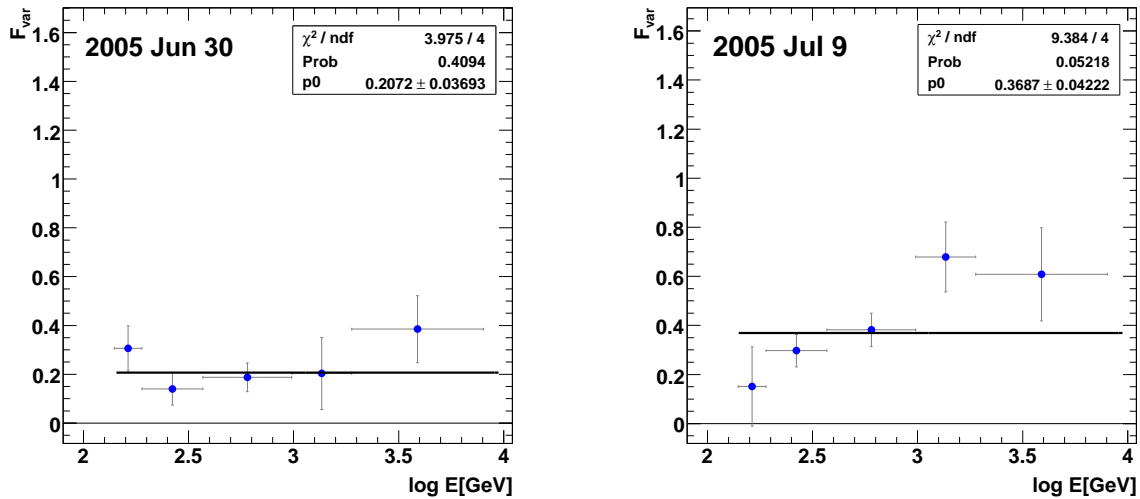 F_var
2005 Jun 30
χ² / ndf 3.975 / 4
Prob 0.4094
p0 0.2072 ± 0.03693
1.6
1.4
1.2
1
0.8
0.6
0.4
0.2
0
2 2.5 3 3.5 4
log E[GeV]
F_var
2005 Jul 9
χ² / ndf 9.384 / 4
Prob 0.05218
p0 0.3687 ± 0.04222
1.6
1.4
1.2
1
0.8
0.6
0.4
0.2
0
2 2.5 3 3.5 4
log E[GeV]